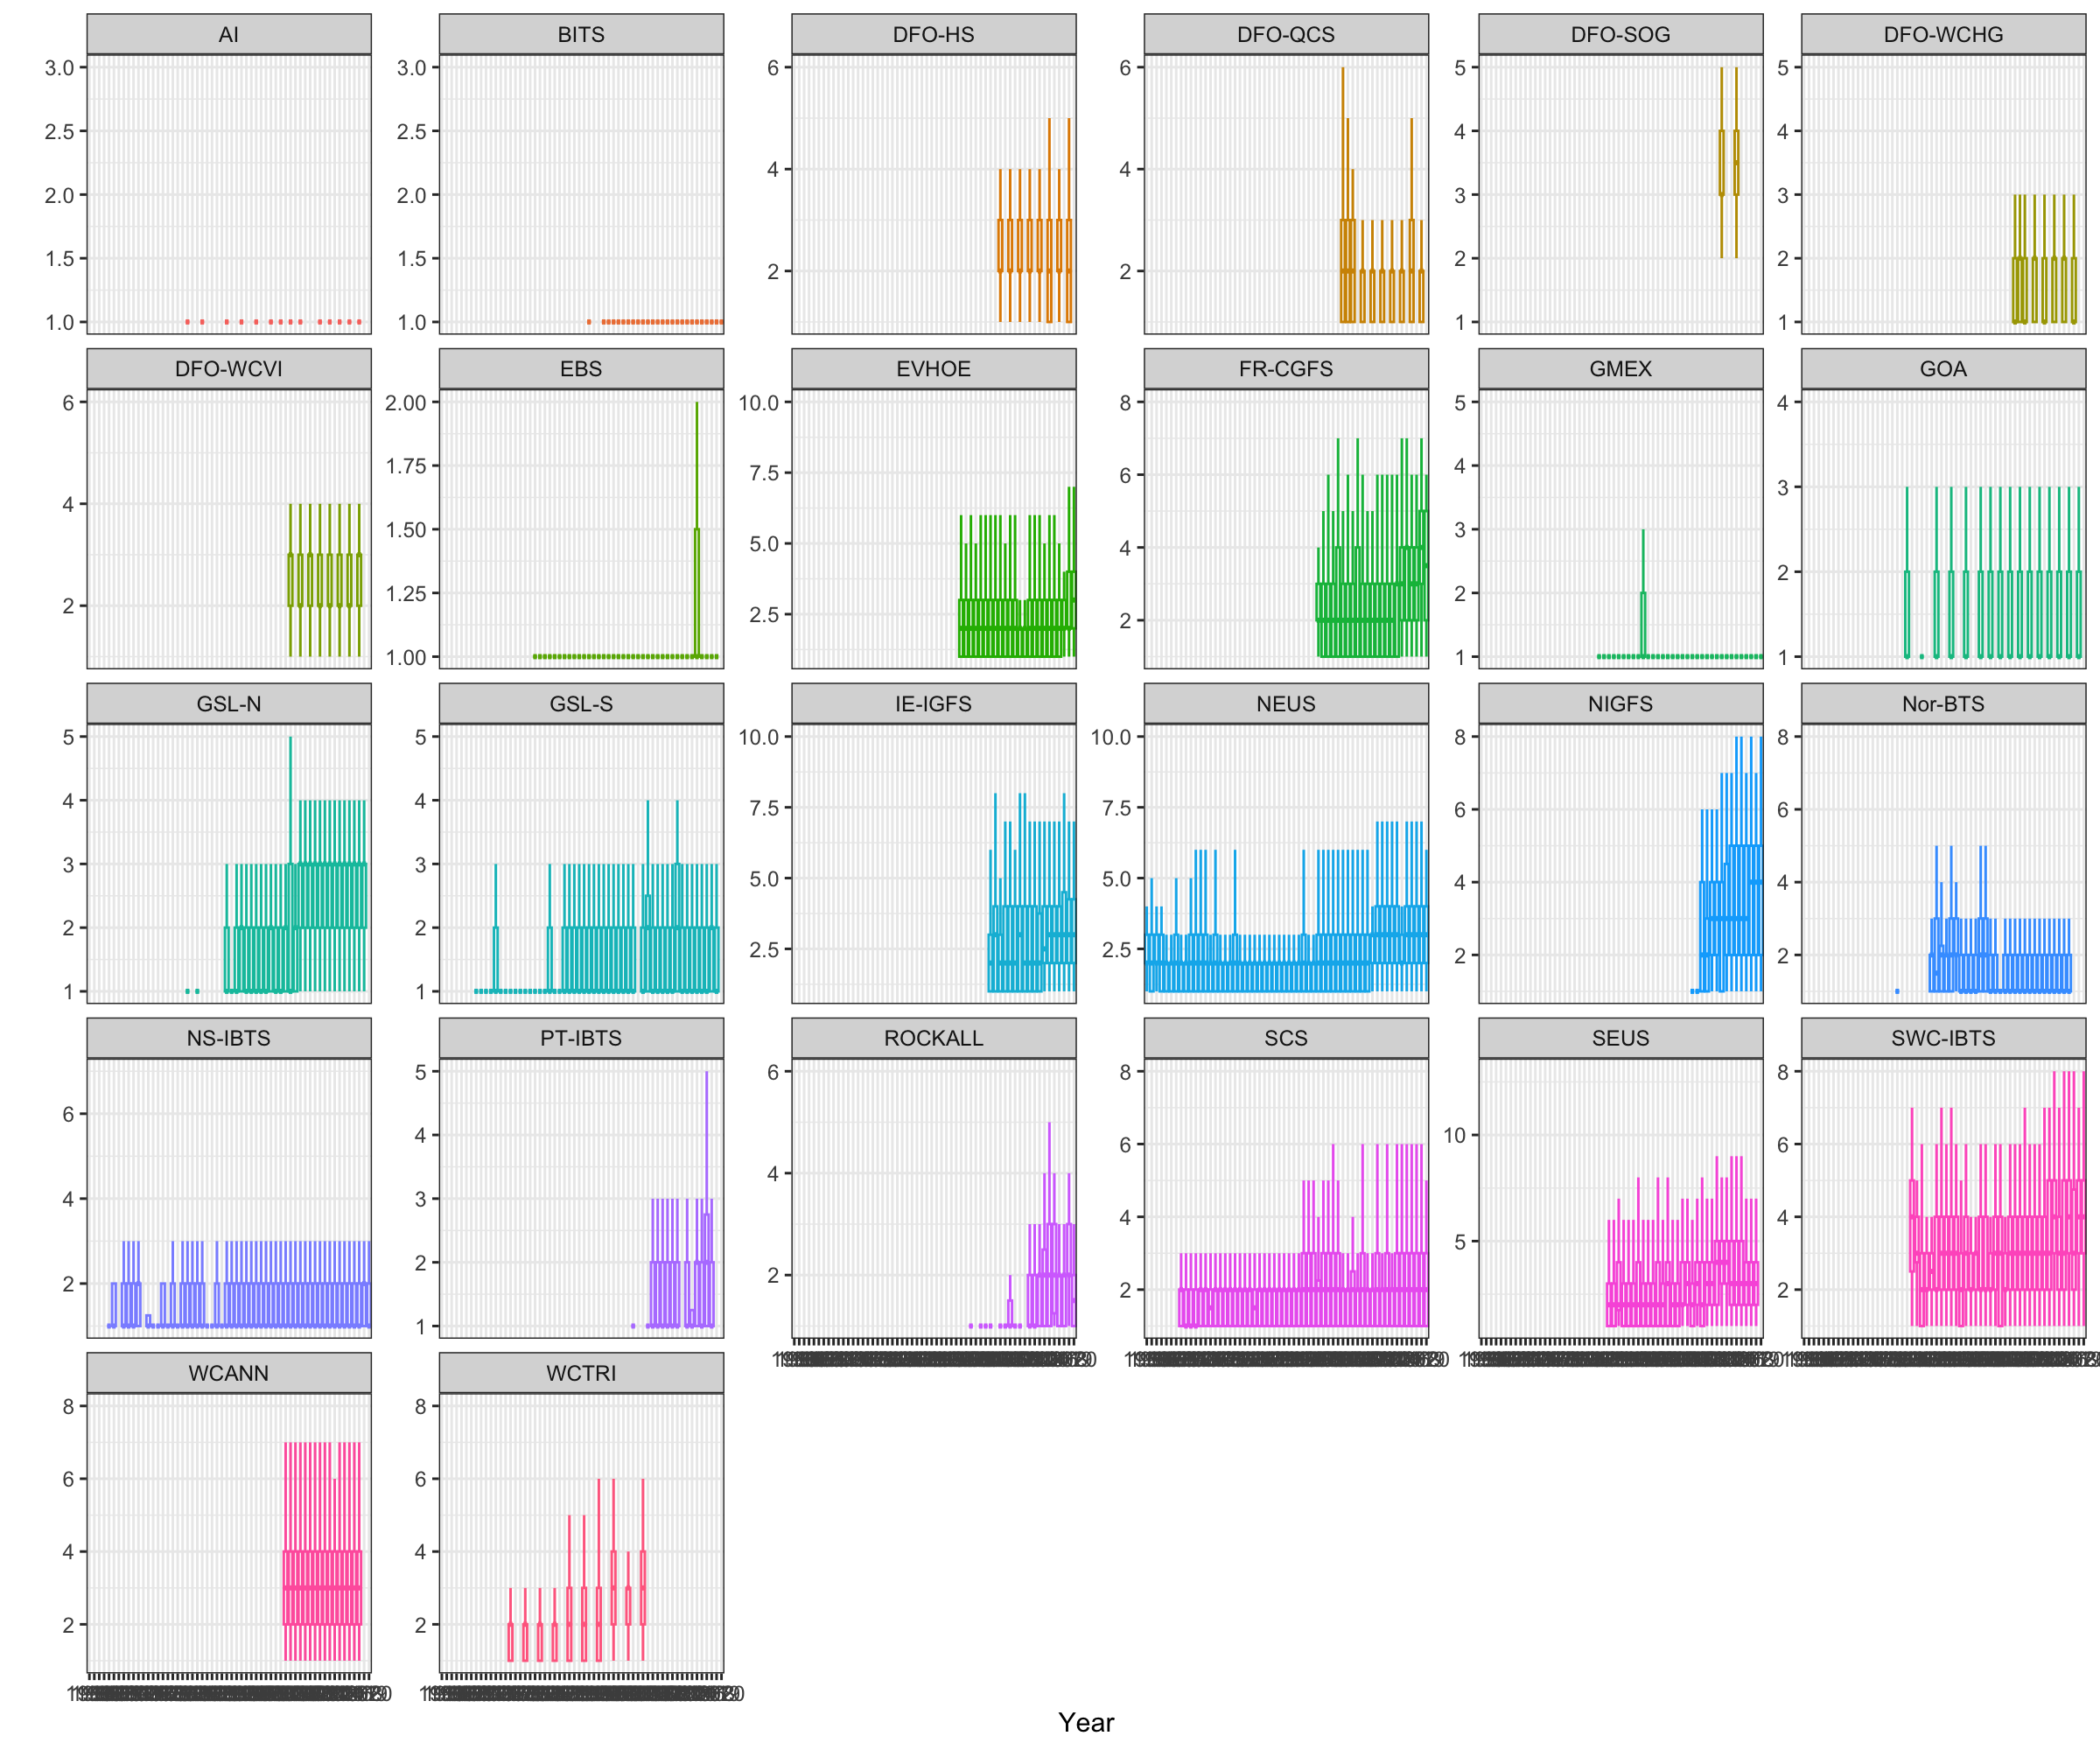 AI BITS DFO-HS DFO-QCS DFO-SOG DFO-WCHG
3.0 3.0 6 6 5 5
2.5 2.5 4 4
2.0 2.0 4 4 3 3
1.5 1.5 2 2 2 2
1.0 1.0 1 1
DFO-WCVI EBS EVHOE FR-CGFS GMEX GOA
6 2.00 10.0 8 5 4
4 1.75 7.5 6 4 3
1.50 5.0 4 3 2
2 1.25 2.5 2 2
1.00 1 1
GSL-N GSL-S IE-IGFS NEUS NIGFS Nor-BTS
5 5 10.0 10.0 8 8
4 4 7.5 7.5 6 6
3 3 5.0 5.0 4 4
2 2 2.5 2.5 2 2
1 1
NS-IBTS PT-IBTS ROCKALL SCS SEUS SWC-IBTS
6 5 6 8 10 8
4 4 4 6 5 6
2 3 2 4 4
2 2 2
1
WCANN WCTRI
8 8
6 6
4 4
2 2
Year